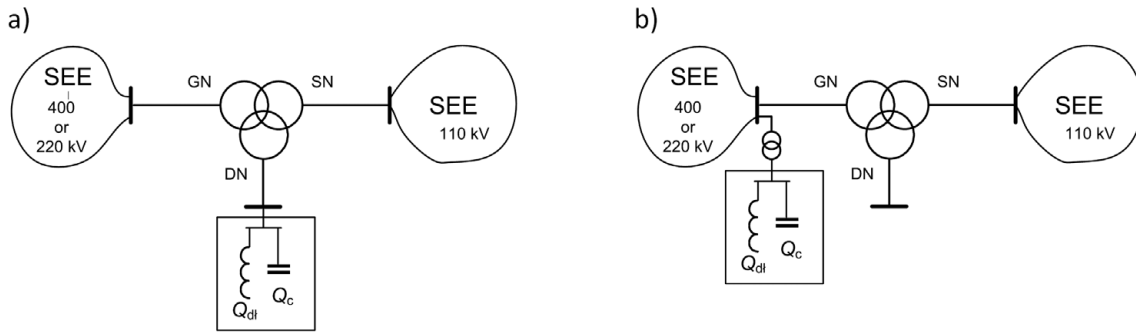 a)
SEE
400
or
220 kV
GN
SN
SEE
110 kV
DN
Qdł
Qc
b)
SEE
400
or
220 kV
GN
SN
SEE
110 kV
DN
Qdł
Qc